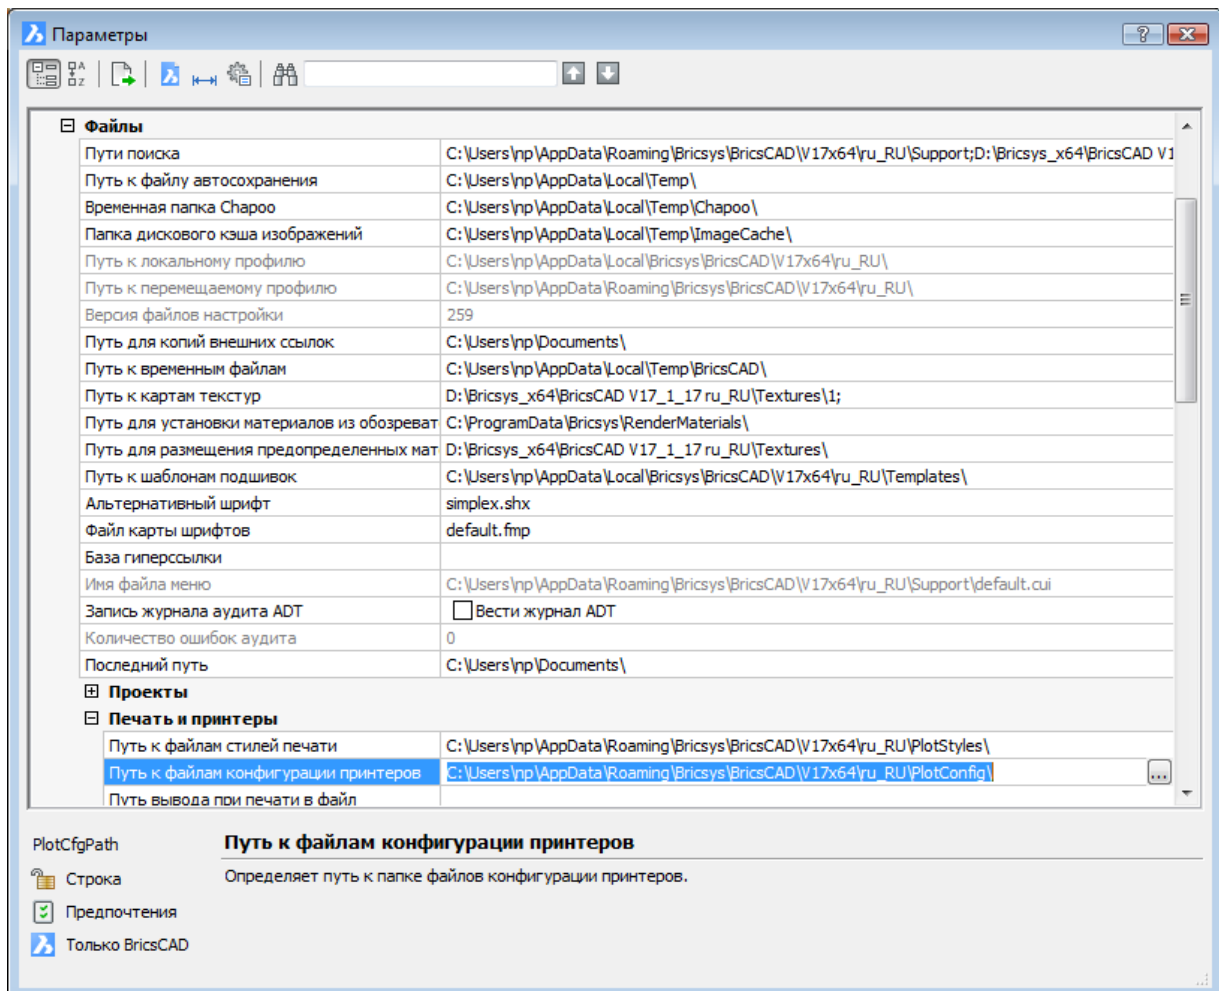 Параметры
Файлы
Пути поиска C:\Users\np\AppData\Roaming\Bricsys\BricsCAD\V17x64\ru_RU\Support;D:\Bricsys_x64\BricsCAD V1
Путь к файлу автосохранения C:\Users\np\AppData\Local\Temp\
Временная папка Chapoo C:\Users\np\AppData\Local\Temp\Chapoo\
Папка дискового кэша изображений C:\Users\np\AppData\Local\Temp\ImageCache\
Путь к локальному профилю C:\Users\np\AppData\Local\Bricsys\BricsCAD\V17x64\ru_RU\
Путь к перемещаемому профилю C:\Users\np\AppData\Roaming\Bricsys\BricsCAD\V17x64\ru_RU\
Версия файлов настройки 259
Путь для копий внешних ссылок C:\Users\np\Documents\
Путь к временным файлам C:\Users\np\AppData\Local\Temp\BricsCAD\
Путь к картам текстур D:\Bricsys_x64\BricsCAD V17_1_17 ru_RU\Textures\1;
Путь для установки материалов из обозреват C:\ProgramData\Bricsys\RenderMaterials\
Путь для размещения предопределенных мат D:\Bricsys_x64\BricsCAD V17_1_17 ru_RU\Textures\
Путь к шаблонам подшивок C:\Users\np\AppData\Local\Bricsys\BricsCAD\V17x64\ru_RU\Templates\
Альтернативный шрифт simplex.shx
Файл карты шрифтов default.fmp
База гиперссылки
Имя файла меню C:\Users\np\AppData\Roaming\Bricsys\BricsCAD\V17x64\ru_RU\Support\default.cui
Запись журнала аудита ADT Вести журнал ADT
Количество ошибок аудита 0
Последний путь C:\Users\np\Documents\
Проекты
Печать и принтеры
Путь к файлам стилей печати C:\Users\np\AppData\Roaming\Bricsys\BricsCAD\V17x64\ru_RU\PlotStyles\
Путь к файлам конфигурации принтеров C:\Users\np\AppData\Roaming\Bricsys\BricsCAD\V17x64\ru_RU\PlotConfig\ ...
Путь вывода при печати в файл
PlotCfgPath Путь к файлам конфигурации принтеров
Строка Определяет путь к папке файлов конфигурации принтеров.
Предпочтения
Только BricsCAD